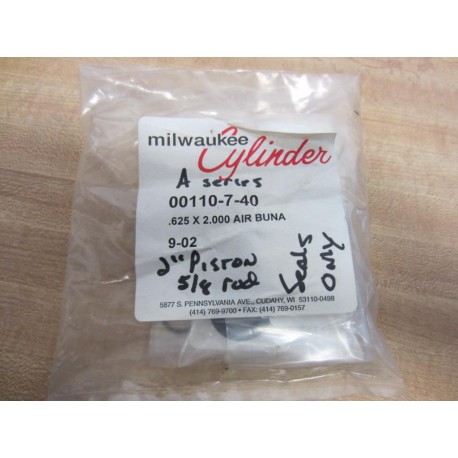 milwaukee
Cylinder
A series
00110-7-40
.625 X 2.000 AIR BUNA
9-02
2" PISTON
5/8 rod
Seals
ONLY
5877 S. PENNSYLVANIA AVE., CUDAHY, WI 53110-0498
(414) 769-9700 • FAX: (414) 769-0157